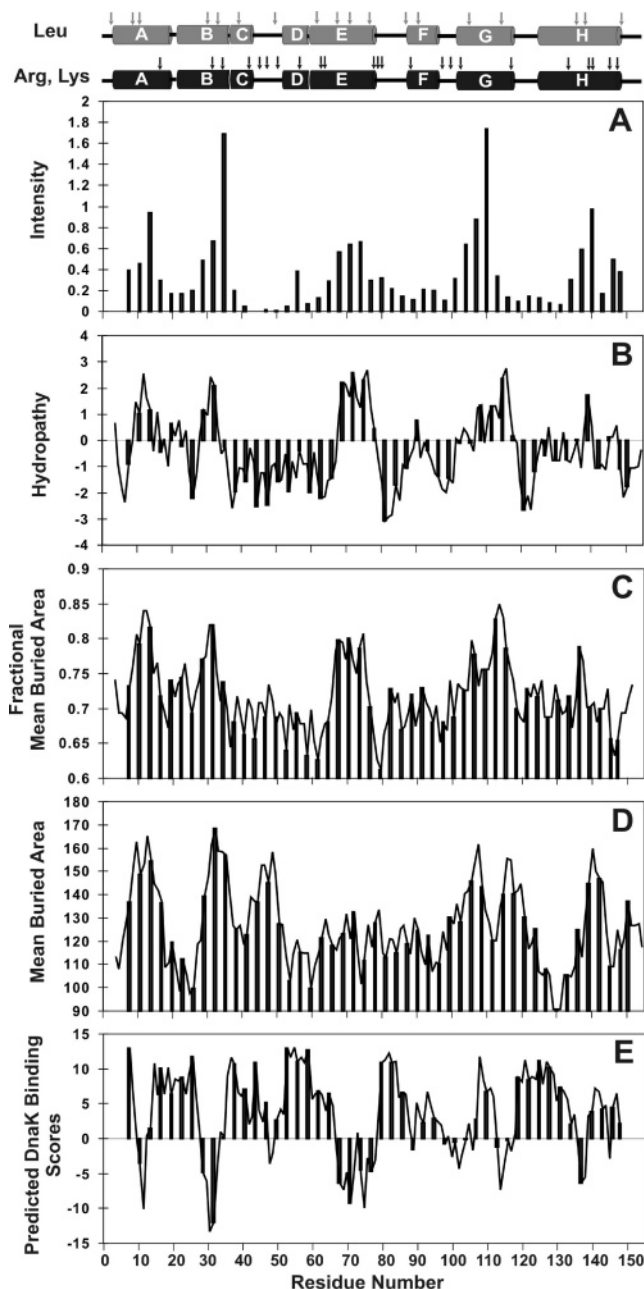 Leu A B C D E F G H
Arg, Lys A B C D E F G H
A
Intensity
2
1.8
1.6
1.4
1.2
1
0.8
0.6
0.4
0.2
0
B
Hydropathy
4
3
2
1
0
-1
-2
-3
-4
C
Fractional
Mean Buried Area
0.9
0.85
0.8
0.75
0.7
0.65
0.6
D
Mean Buried Area
180
170
160
150
140
130
120
110
100
90
E
Predicted DnaK Binding
Scores
15
10
5
0
-5
-10
-15
0 10 20 30 40 50 60 70 80 90 100 110 120 130 140 150
Residue Number